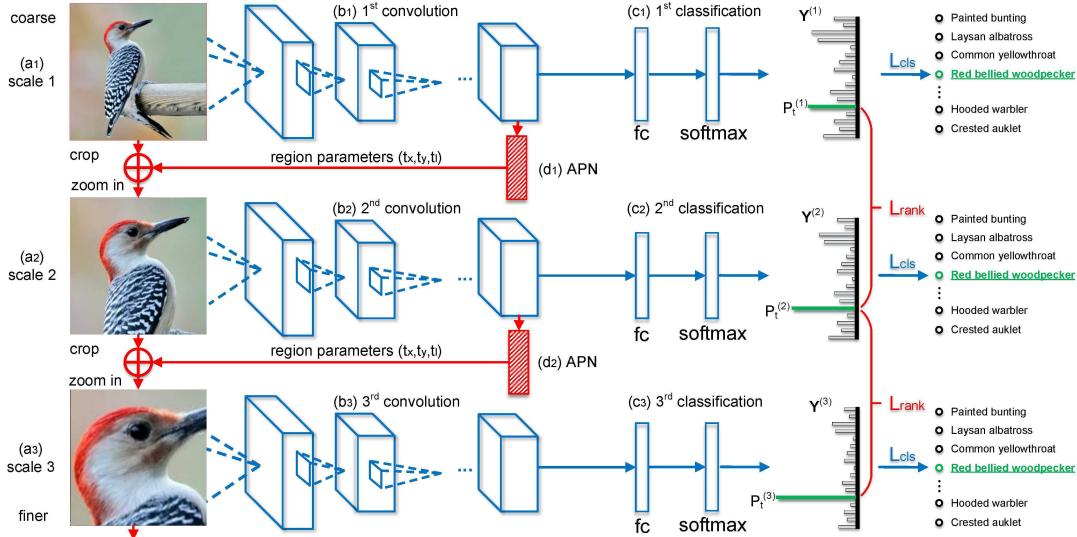 coarse
(a1)
scale 1
(b1) 1st convolution
...
(c1) 1st classification
fc
softmax
Y(1)
Pt(1)
Lcls
Painted bunting
Laysan albatross
Common yellowthroat
Red bellied woodpecker
Hooded warbler
Crested auklet
crop
zoom in
region parameters (tx,ty,tl)
(d1) APN
Lrank
(a2)
scale 2
(b2) 2nd convolution
...
(c2) 2nd classification
fc
softmax
Y(2)
Pt(2)
Lcls
Painted bunting
Laysan albatross
Common yellowthroat
Red bellied woodpecker
Hooded warbler
Crested auklet
crop
zoom in
region parameters (tx,ty,tl)
(d2) APN
Lrank
(a3)
scale 3
finer
(b3) 3rd convolution
...
(c3) 3rd classification
fc
softmax
Y(3)
Pt(3)
Lcls
Painted bunting
Laysan albatross
Common yellowthroat
Red bellied woodpecker
Hooded warbler
Crested auklet